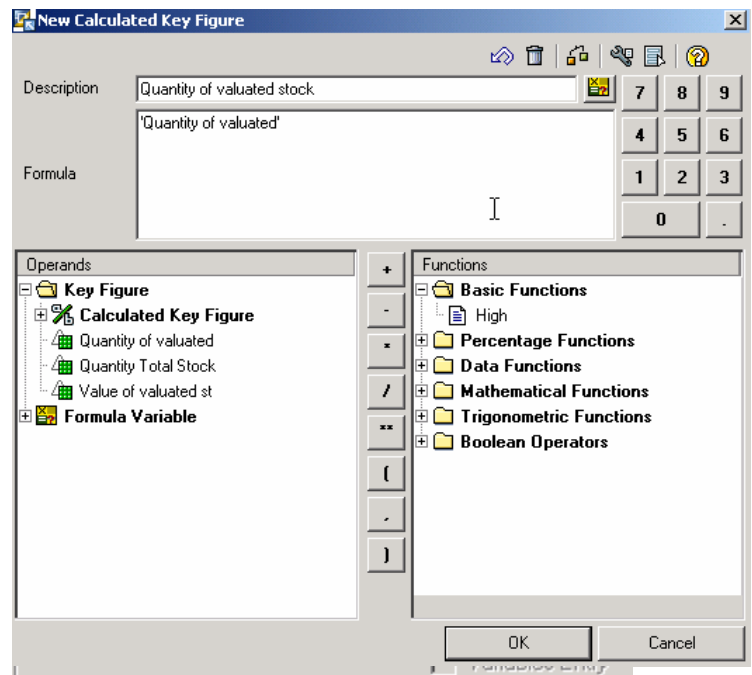 New Calculated Key Figure
Description
Quantity of valuated stock
7 8 9
'Quantity of valuated'
4 5 6
Formula
1 2 3
0 .
Operands
Key Figure
Calculated Key Figure
Quantity of valuated
Quantity Total Stock
Value of valuated st
Formula Variable
+
-
*
/
**
(
,
)
Functions
Basic Functions
High
Percentage Functions
Data Functions
Mathematical Functions
Trigonometric Functions
Boolean Operators
OK Cancel